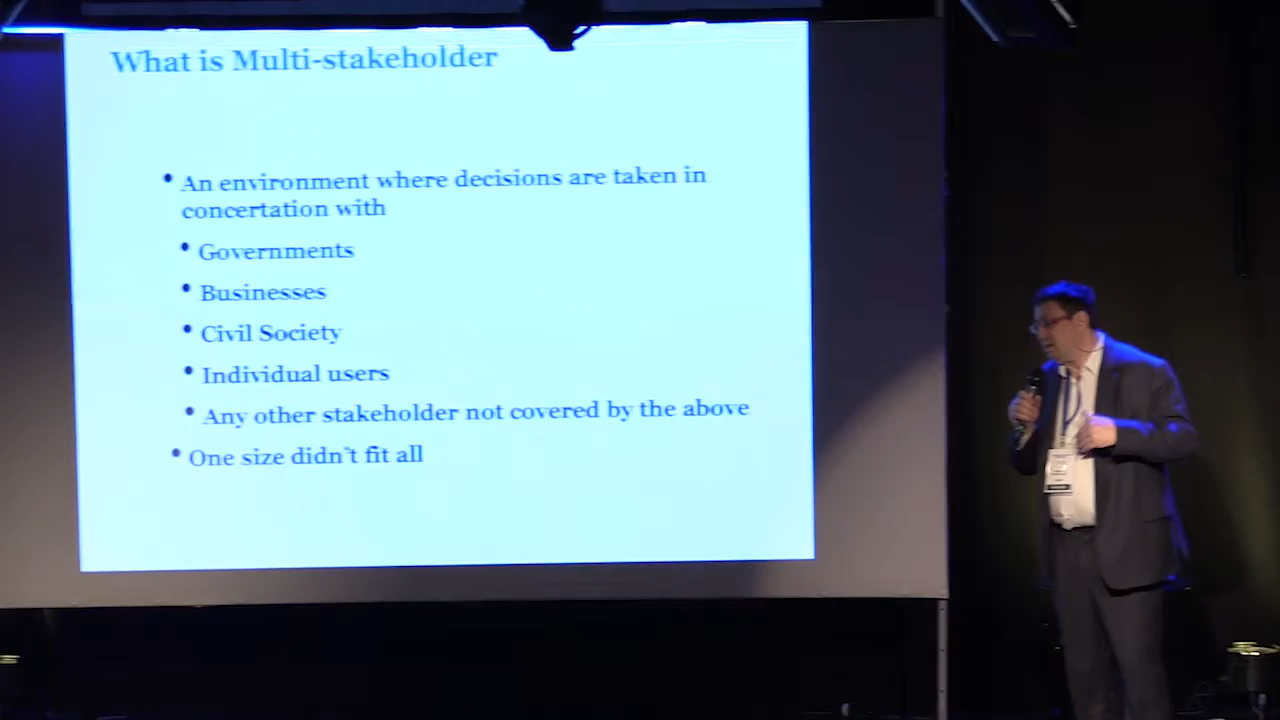 What is Multi-stakeholder
• An environment where decisions are taken in
concertation with
• Governments
• Businesses
• Civil Society
• Individual users
• Any other stakeholder not covered by the above
• One size didn't fit all